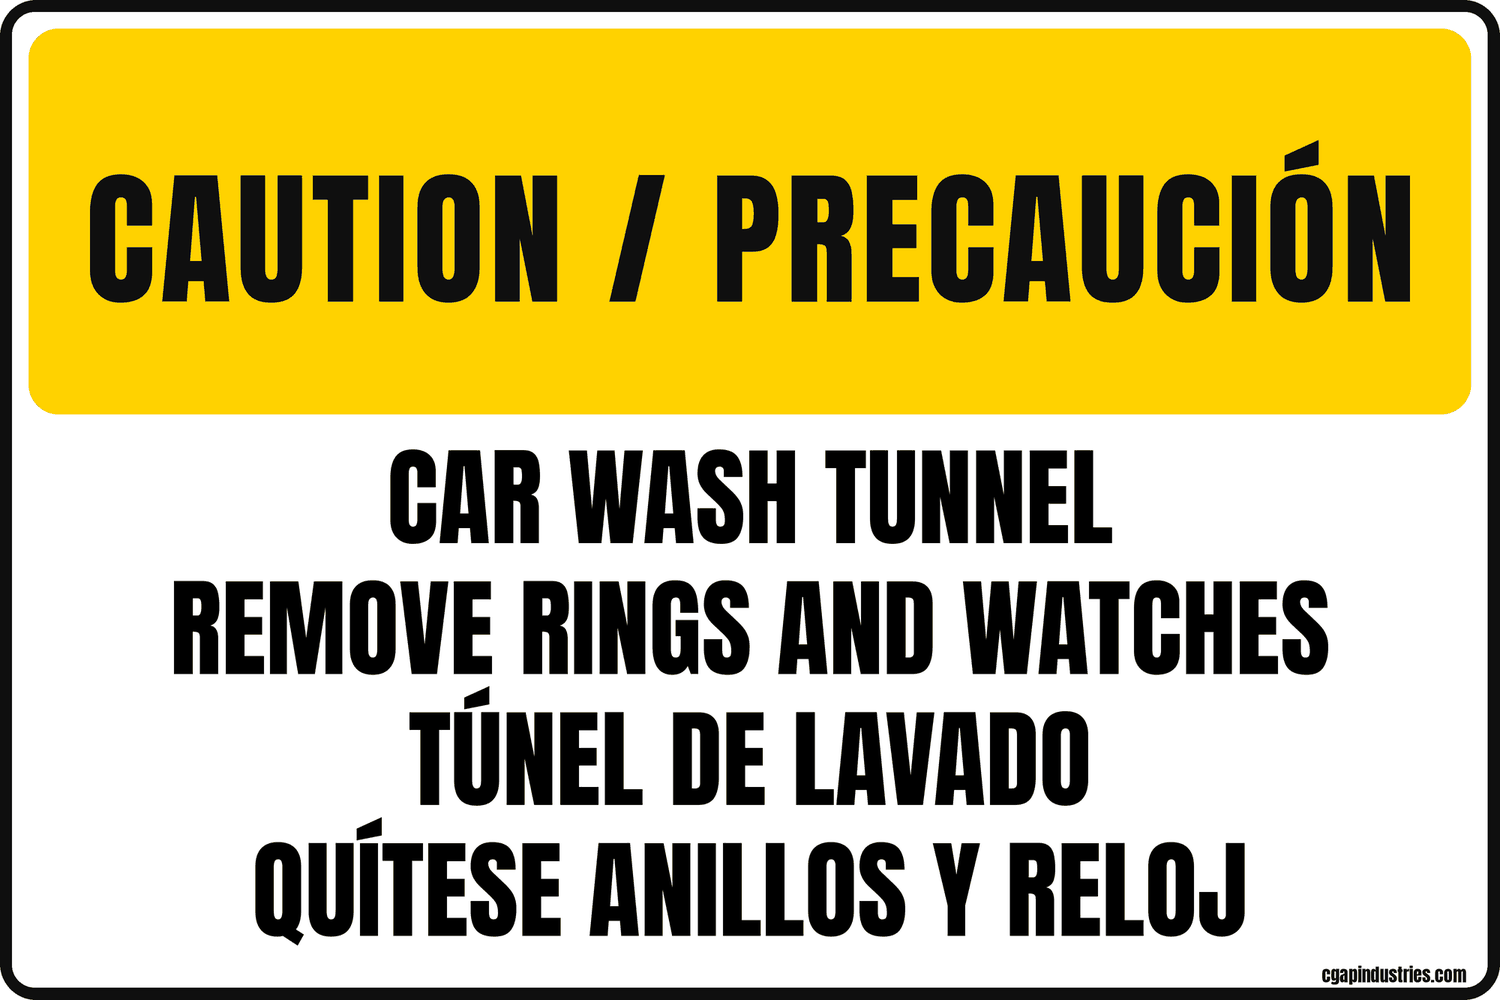 CAUTION / PRECAUCIÓN
CAR WASH TUNNEL
REMOVE RINGS AND WATCHES
TÚNEL DE LAVADO
QUÍTESE ANILLOS Y RELOJ
cgapindustries.com